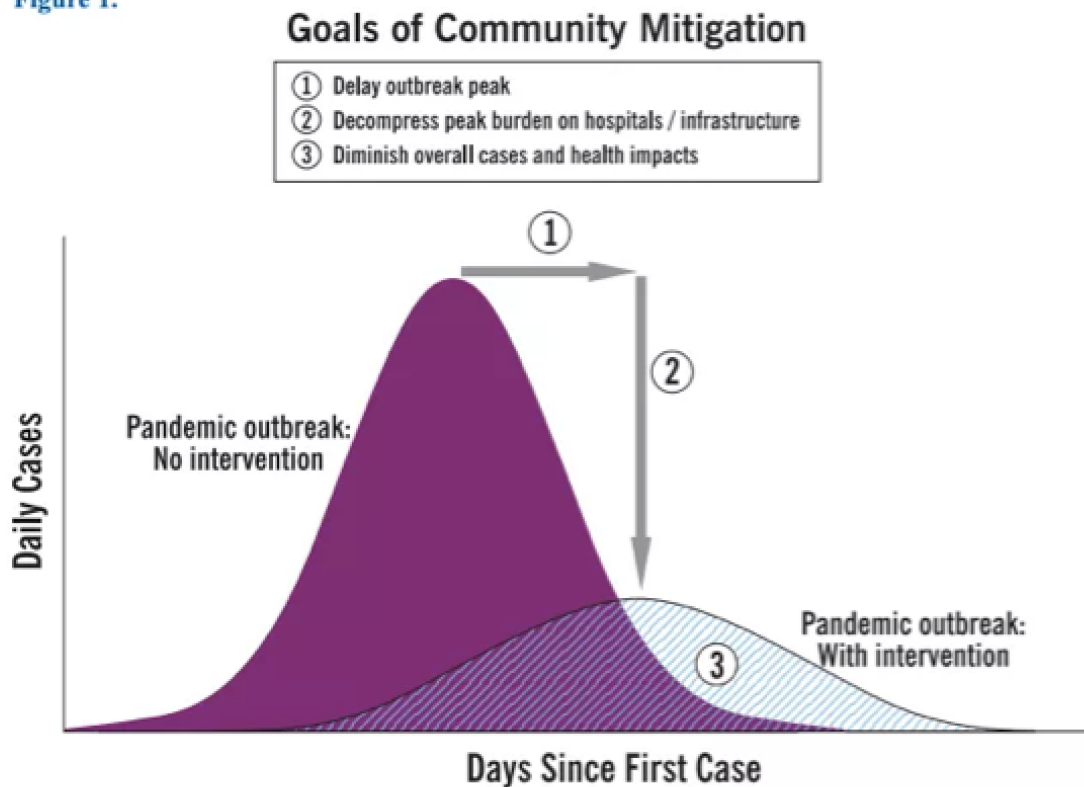 Figure 1.
Goals of Community Mitigation
① Delay outbreak peak
② Decompress peak burden on hospitals / infrastructure
③ Diminish overall cases and health impacts
①
②
Pandemic outbreak:
No intervention
Daily Cases
Pandemic outbreak:
With intervention
③
Days Since First Case